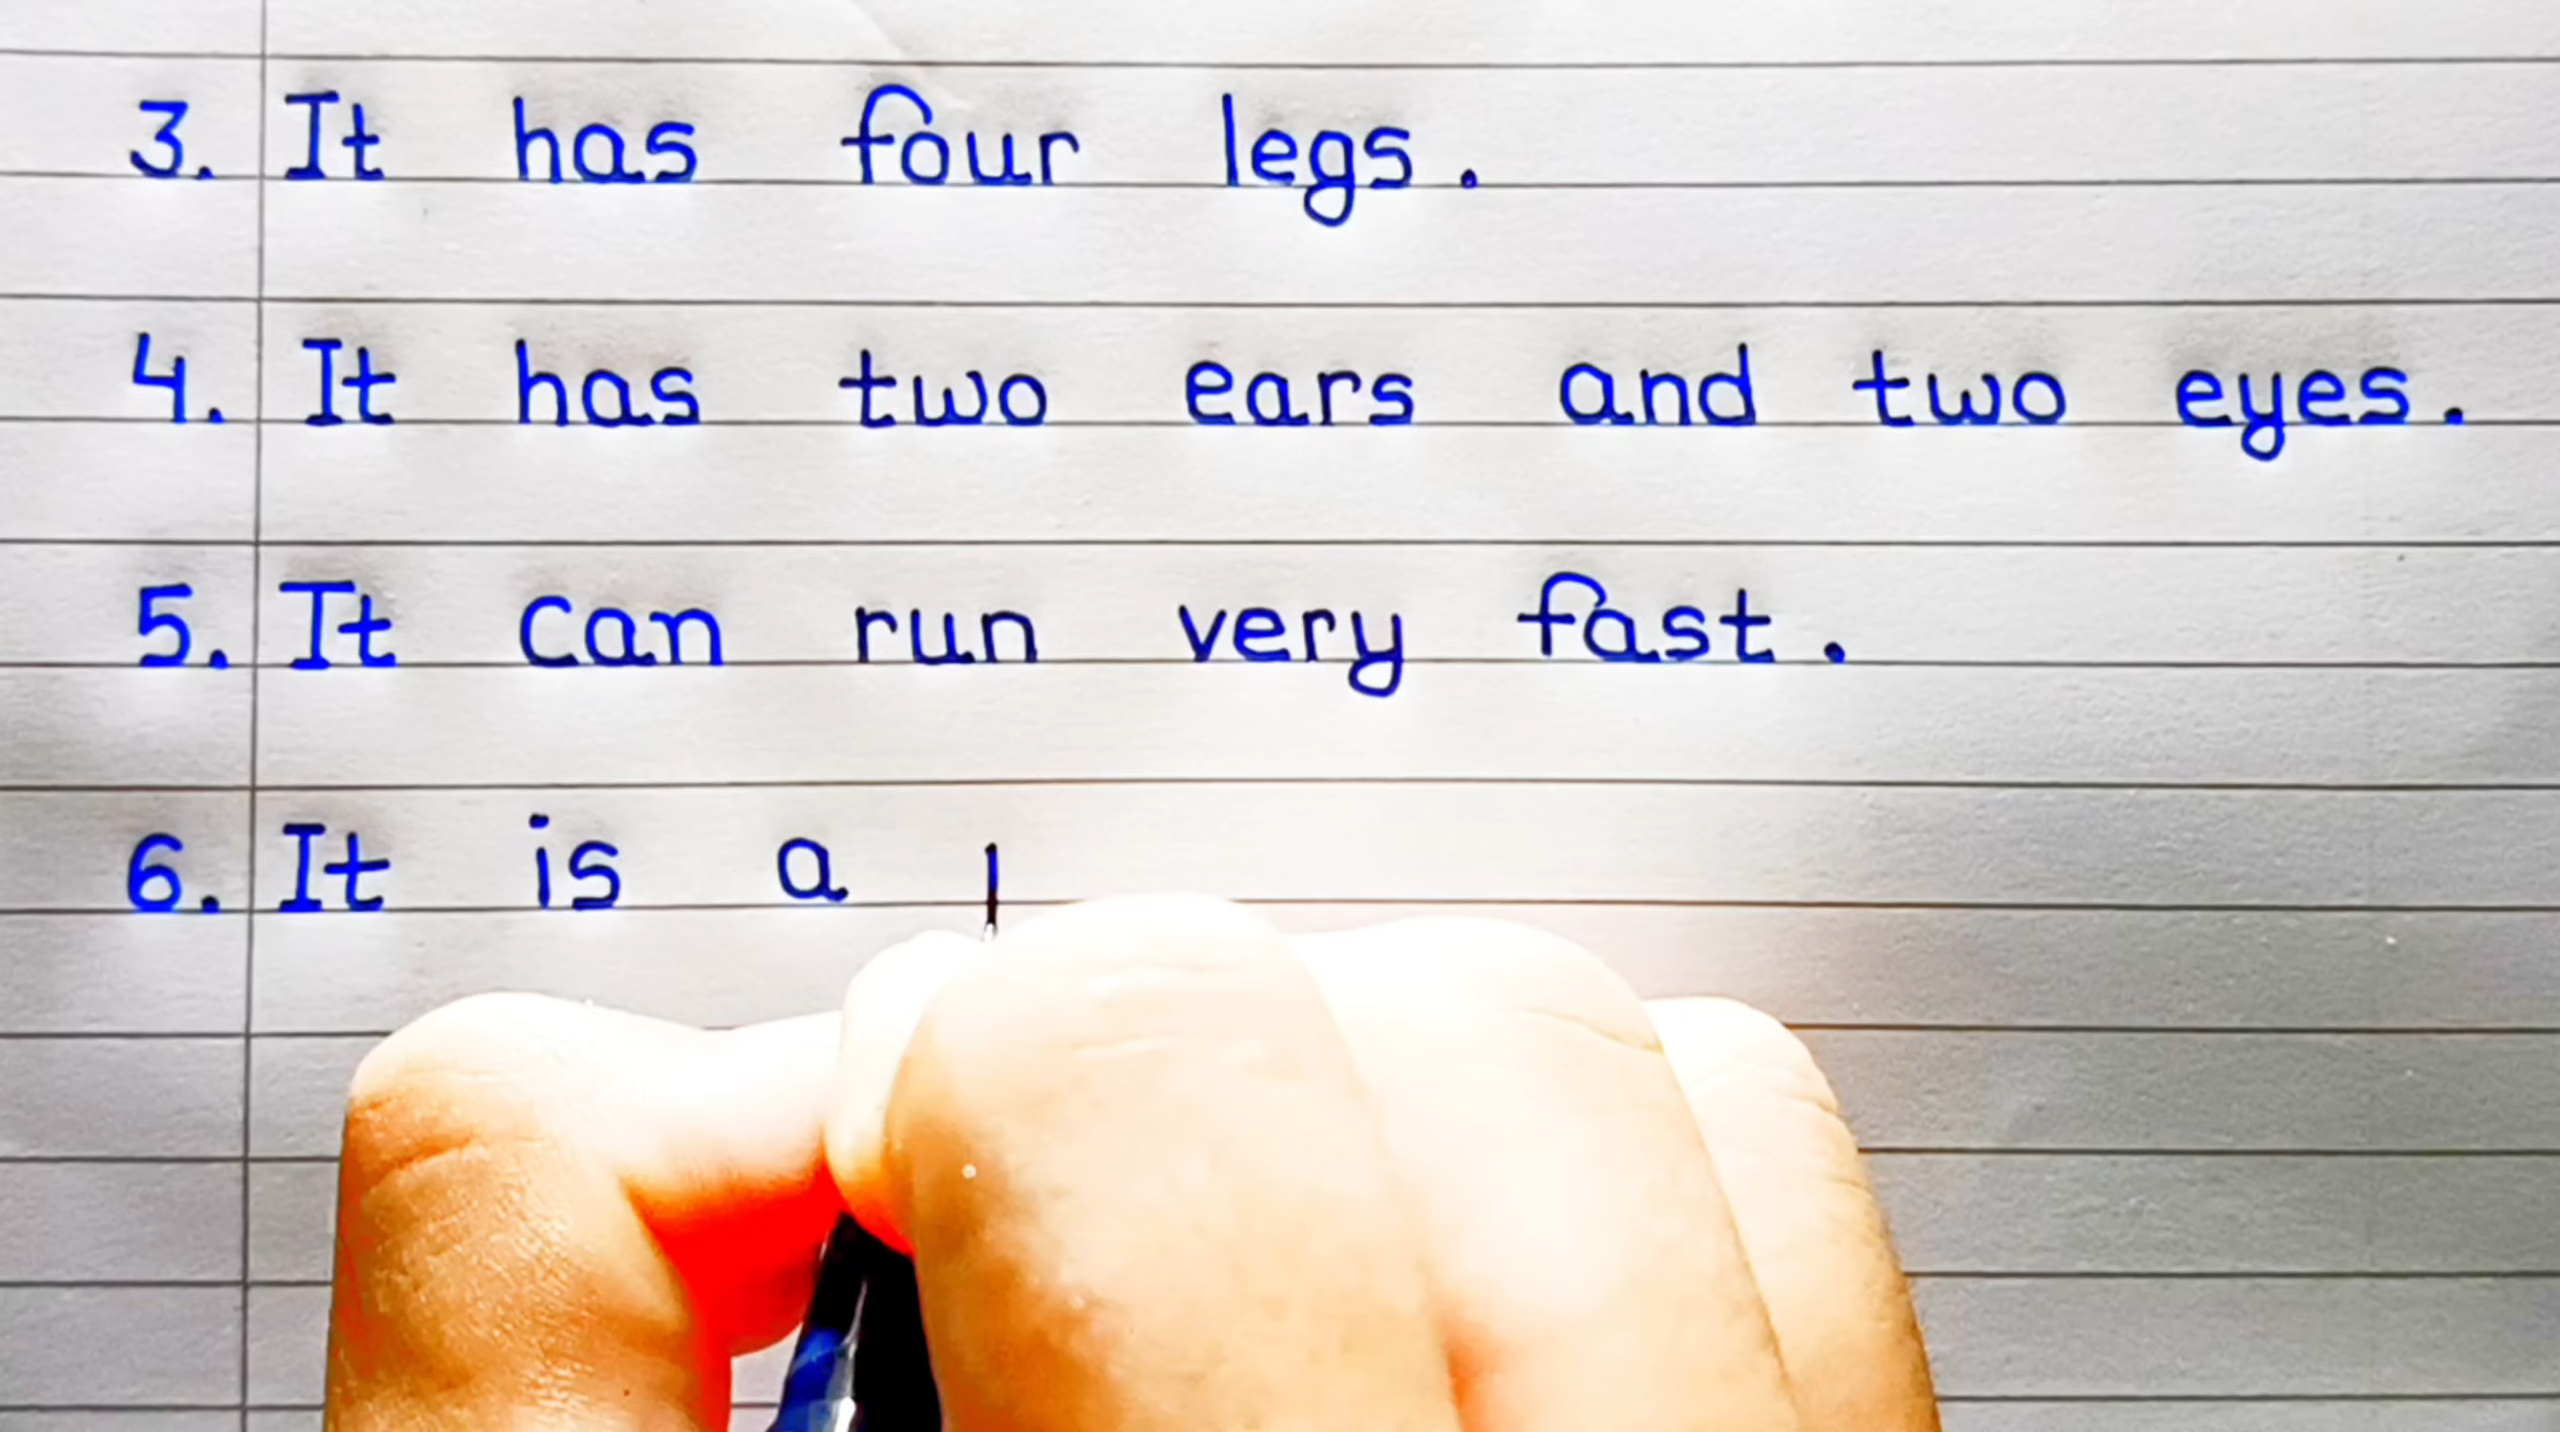 3. It has four legs.
4. It has two ears and two eyes.
5. It can run very fast.
6. It is a